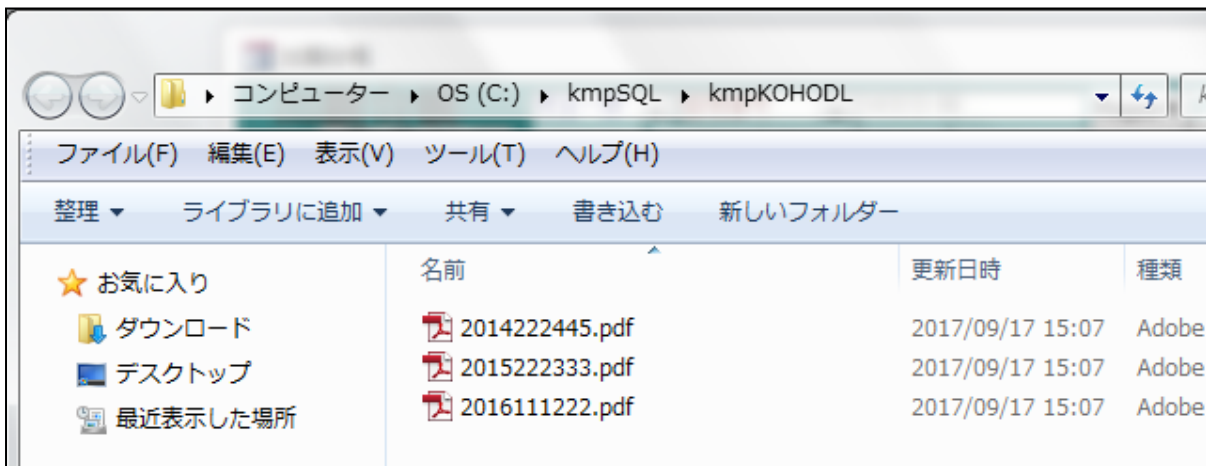 コンピューター ▸ OS (C:) ▸ kmpSQL ▸ kmpKOHODL
ファイル(F) 編集(E) 表示(V) ツール(T) ヘルプ(H)
整理 ライブラリに追加 共有 書き込む 新しいフォルダー
お気に入り
ダウンロード
デスクトップ
最近表示した場所
名前 更新日時 種類
2014222445.pdf 2017/09/17 15:07 Adobe
2015222333.pdf 2017/09/17 15:07 Adobe
2016111222.pdf 2017/09/17 15:07 Adobe